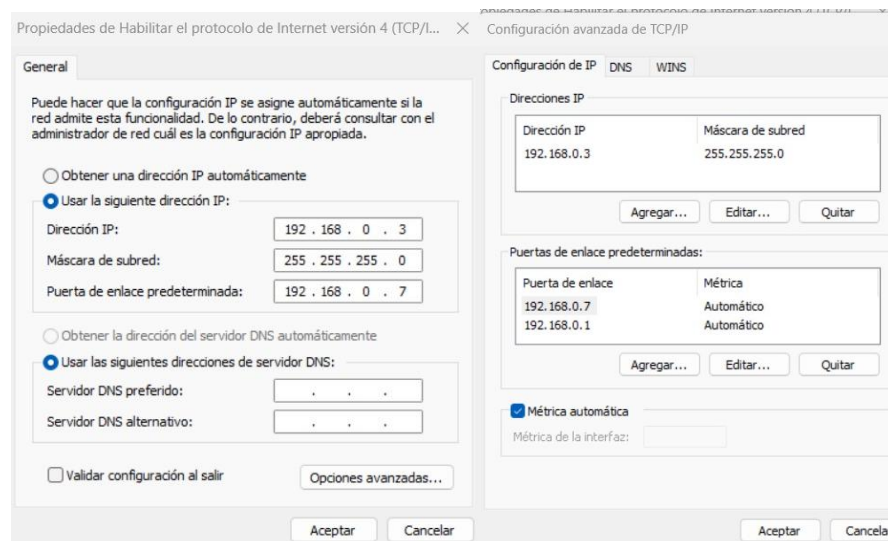 Propiedades de Habilitar el protocolo de Internet versión 4 (TCP/I...
General
Puede hacer que la configuración IP se asigne automáticamente si la
red admite esta funcionalidad. De lo contrario, deberá consultar con el
administrador de red cuál es la configuración IP apropiada.
Obtener una dirección IP automáticamente
Usar la siguiente dirección IP:
Dirección IP: 192 . 168 . 0 . 3
Máscara de subred: 255 . 255 . 255 . 0
Puerta de enlace predeterminada: 192 . 168 . 0 . 7
Obtener la dirección del servidor DNS automáticamente
Usar las siguientes direcciones de servidor DNS:
Servidor DNS preferido: . . .
Servidor DNS alternativo: . . .
Validar configuración al salir
Opciones avanzadas...
Aceptar Cancelar
Configuración avanzada de TCP/IP
Configuración de IP DNS WINS
Direcciones IP
Dirección IP Máscara de subred
192.168.0.3 255.255.255.0
Agregar... Editar... Quitar
Puertas de enlace predeterminadas:
Puerta de enlace Métrica
192.168.0.7 Automático
192.168.0.1 Automático
Agregar... Editar... Quitar
Métrica automática
Métrica de la interfaz:
Aceptar Cancela